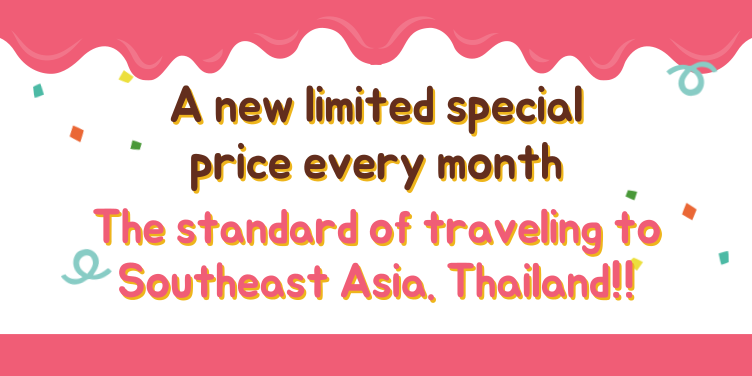 A new limited special
price every month
The standard of traveling to
Southeast Asia, Thailand!!